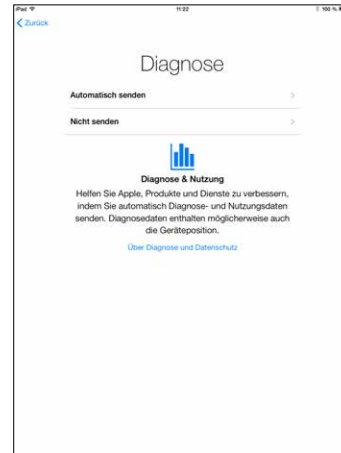 iPad 11:22 100 %
Zurück
Diagnose
Automatisch senden
Nicht senden
Diagnose & Nutzung
Helfen Sie Apple, Produkte und Dienste zu verbessern,
indem Sie automatisch Diagnose- und Nutzungsdaten
senden. Diagnosedaten enthalten möglicherweise auch
die Geräteposition.
Über Diagnose und Datenschutz